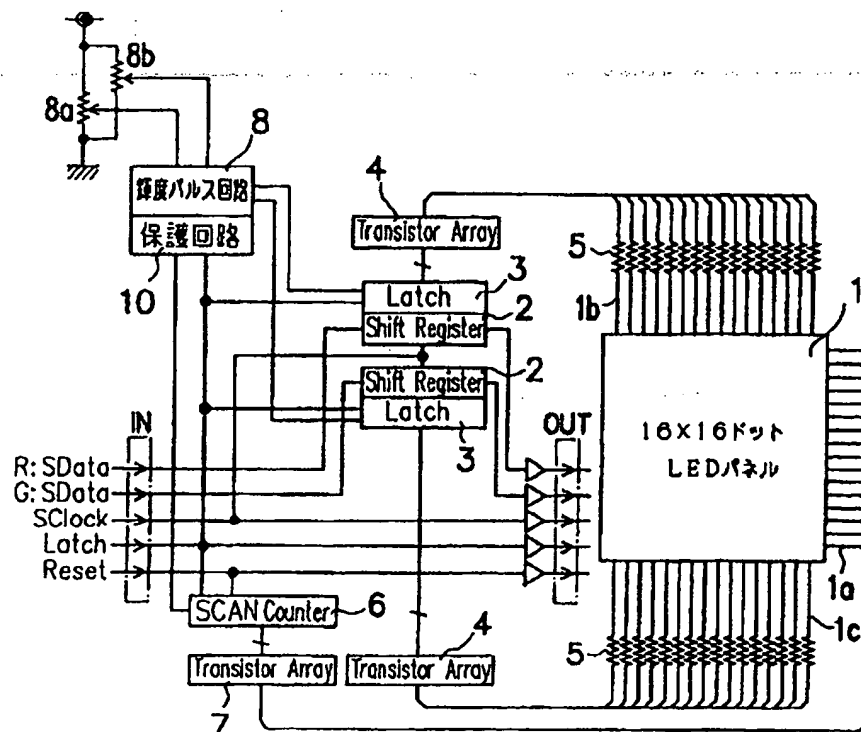 8b
8a
8
輝度パルス回路
保護回路
10
4
Transistor Array
5
3
Latch
2
Shift Register
1b
1
2
Shift Register
Latch
3
16×16ドット
LEDパネル
IN
OUT
R:SData
G:SData
SClock
Latch
Reset
1a
SCAN Counter
6
1c
4
5
Transistor Array
Transistor Array
7